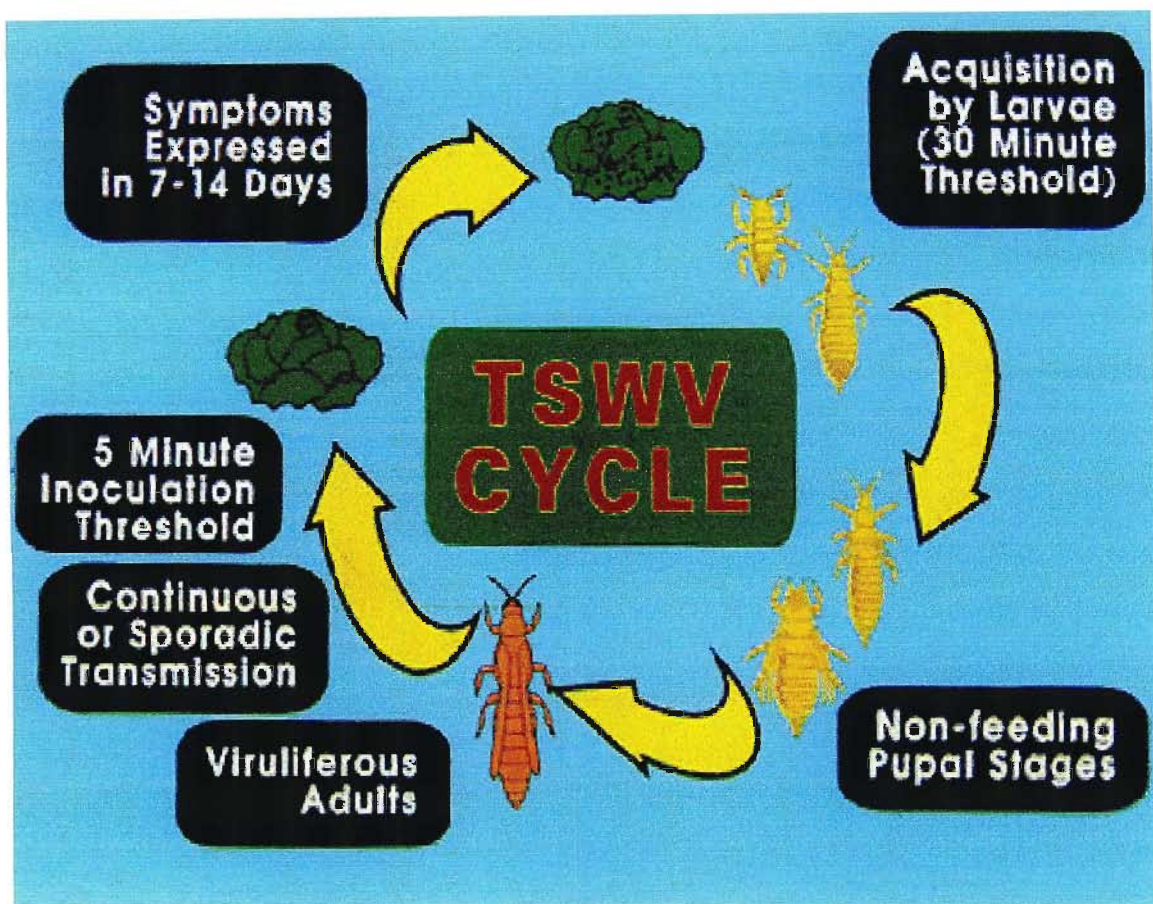 Symptoms
Expressed
in 7-14 Days
Acquisition
by Larvae
(30 Minute
Threshold)
TSWV
CYCLE
5 Minute
Inoculation
Threshold
Continuous
or Sporadic
Transmission
Viruliferous
Adults
Non-feeding
Pupal Stages